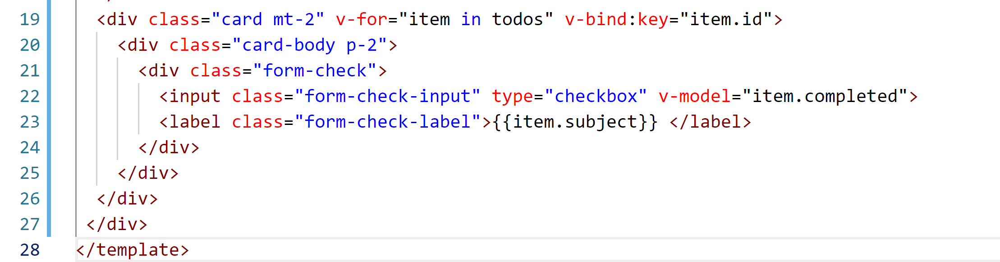 19 <div class="card mt-2" v-for="item in todos" v-bind:key="item.id">
20 <div class="card-body p-2">
21 <div class="form-check">
22 <input class="form-check-input" type="checkbox" v-model="item.completed">
23 <label class="form-check-label">{{item.subject}} </label>
24 </div>
25 </div>
26 </div>
27 </div>
28 </template>